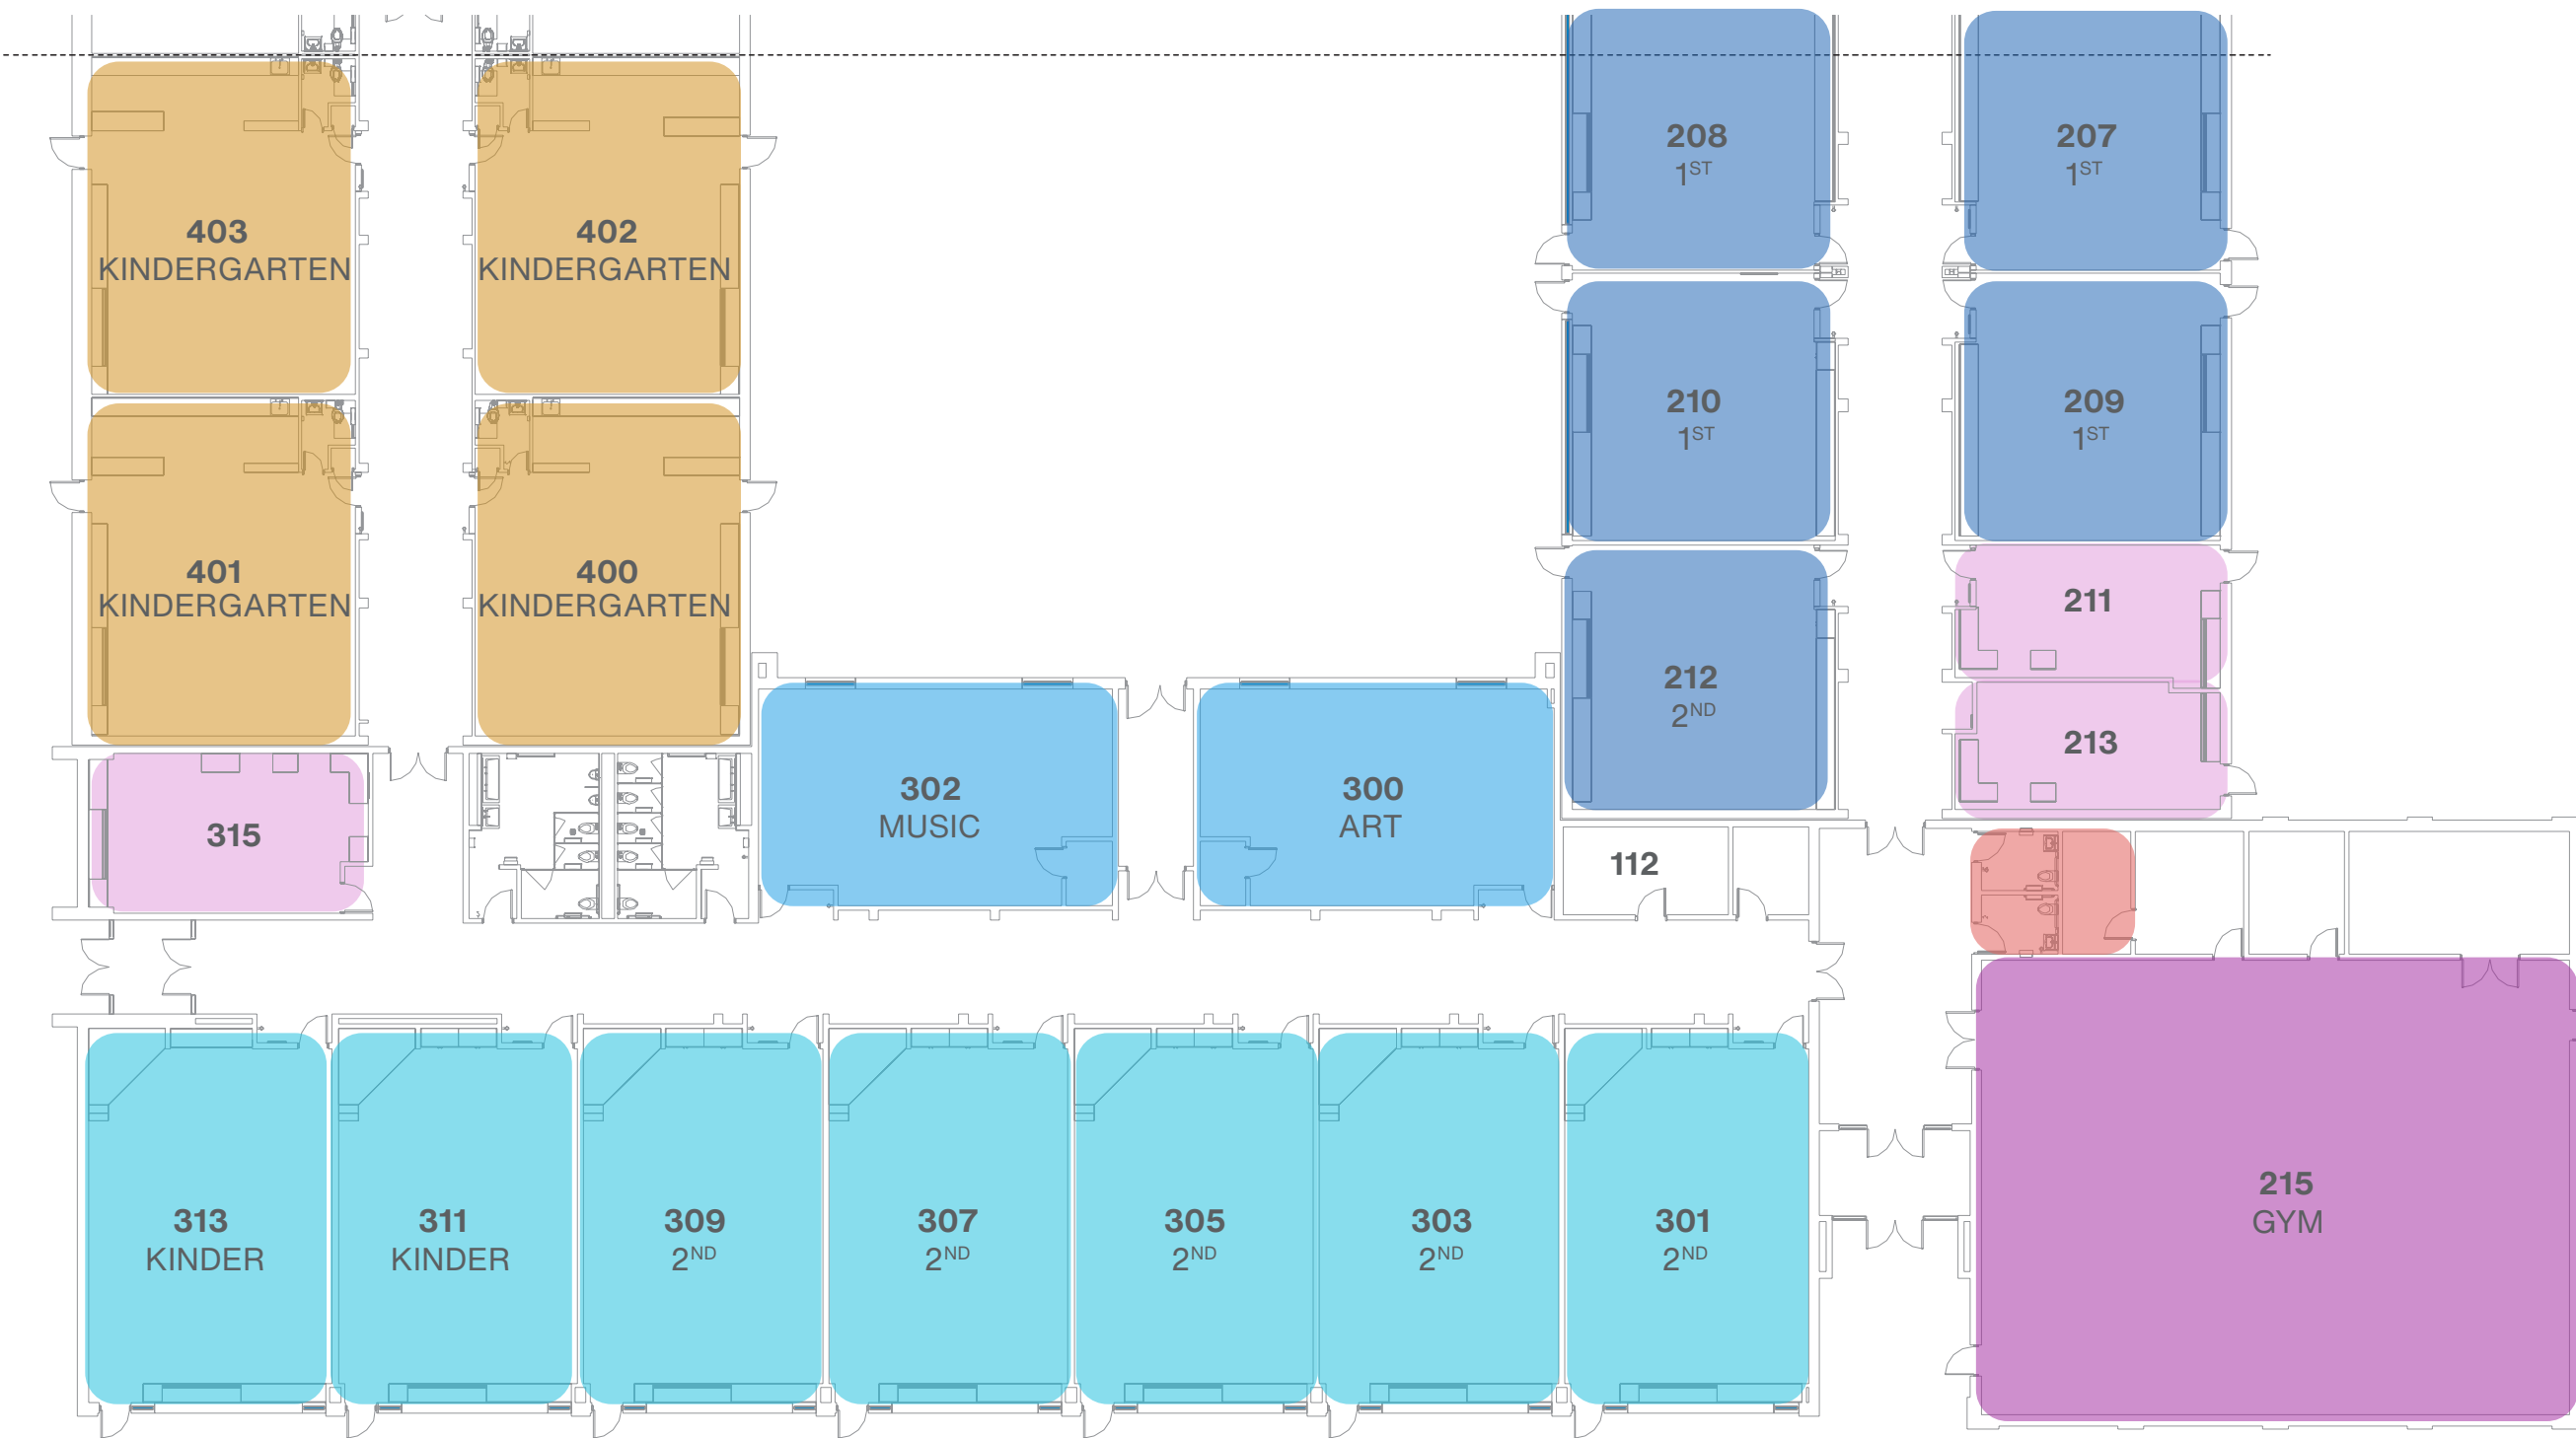 208
1ST
207
1ST
403
KINDERGARTEN
402
KINDERGARTEN
210
1ST
209
1ST
401
KINDERGARTEN
400
KINDERGARTEN
211
212
2ND
213
302
MUSIC
300
ART
315
112
215
GYM
313
KINDER
311
KINDER
309
2ND
307
2ND
305
2ND
303
2ND
301
2ND